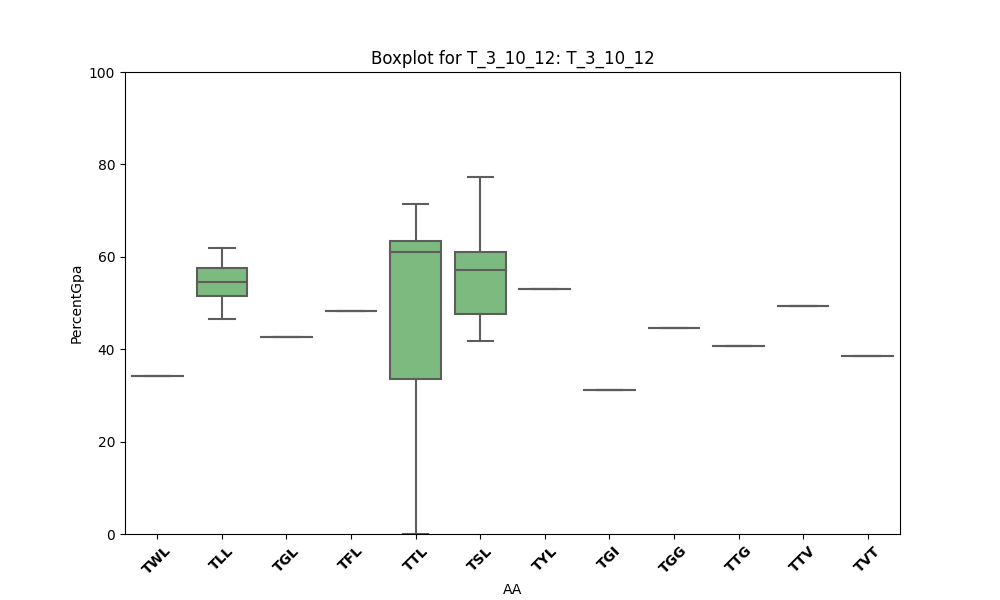 Boxplot for T_3_10_12: T_3_10_12
PercentGpa
100
80
60
40
20
0
TWL
TLL
TGL
TFL
TTL
TSL
TYL
TGI
TGG
TTG
TTV
TVT
AA